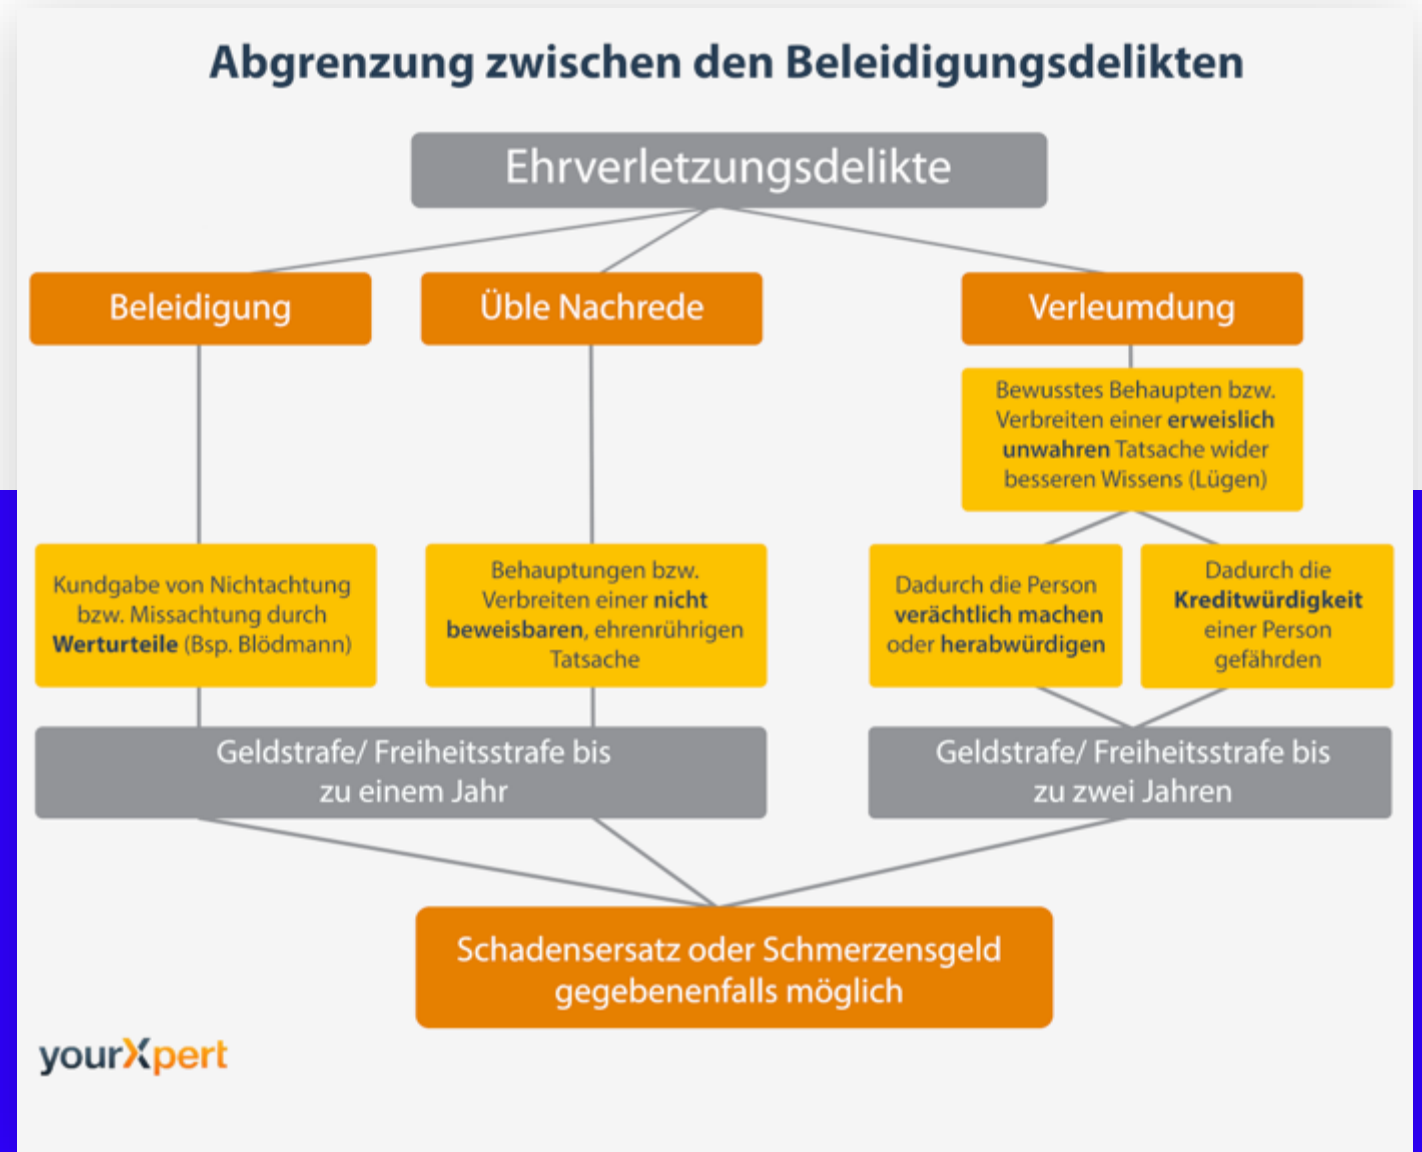 Abgrenzung zwischen den Beleidigungsdelikten
Ehrverletzungsdelikte
Beleidigung
Üble Nachrede
Verleumdung
Bewusstes Behaupten bzw.
Verbreiten einer erweislich
unwahren Tatsache wider
besseren Wissens (Lügen)
Kundgabe von Nichtachtung
bzw. Missachtung durch
Werturteile (Bsp. Blödmann)
Behauptungen bzw.
Verbreiten einer nicht
beweisbaren, ehrenrührigen
Tatsache
Dadurch die Person
verächtlich machen
oder herabwürdigen
Dadurch die
Kreditwürdigkeit
einer Person
gefährden
Geldstrafe/ Freiheitsstrafe bis
zu einem Jahr
Geldstrafe/ Freiheitsstrafe bis
zu zwei Jahren
Schadensersatz oder Schmerzensgeld
gegebenenfalls möglich
yourXpert